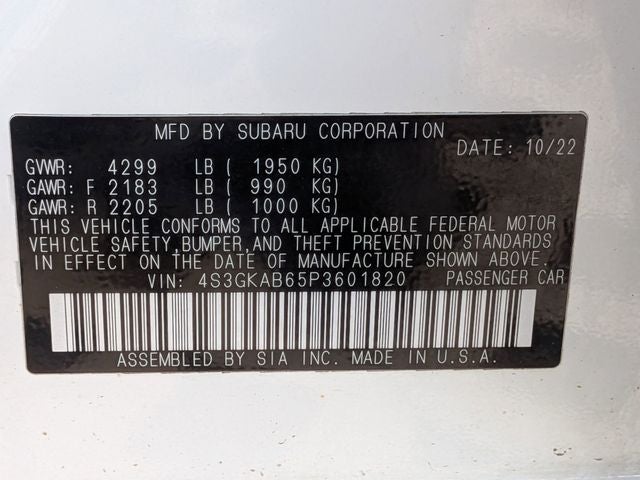 MFD BY SUBARU CORPORATION
DATE: 10/22
GVWR: 4299 LB ( 1950 KG)
GAWR: F 2183 LB ( 990 KG)
GAWR: R 2205 LB ( 1000 KG)
THIS VEHICLE CONFORMS TO ALL APPLICABLE FEDERAL MOTOR
VEHICLE SAFETY,BUMPER,AND THEFT PREVENTION STANDARDS
IN EFFECT ON THE DATE OF MANUFACTURE SHOWN ABOVE.
VIN: 4S3GKAB65P3601820 PASSENGER CAR
ASSEMBLED BY SIA INC. MADE IN U.S.A.